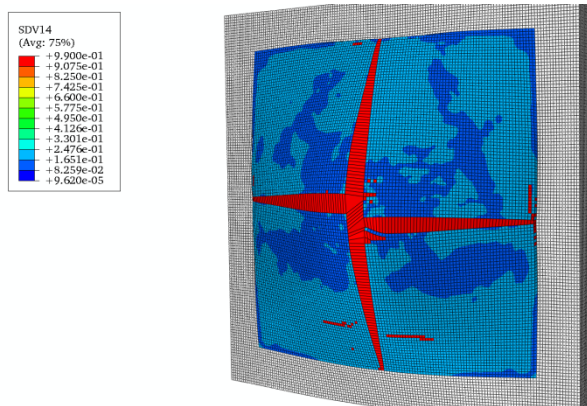 SDV14
(Avg: 75%)
+9.900e-01
+9.075e-01
+8.250e-01
+7.425e-01
+6.600e-01
+5.775e-01
+4.950e-01
+4.126e-01
+3.301e-01
+2.476e-01
+1.651e-01
+8.259e-02
+9.620e-05